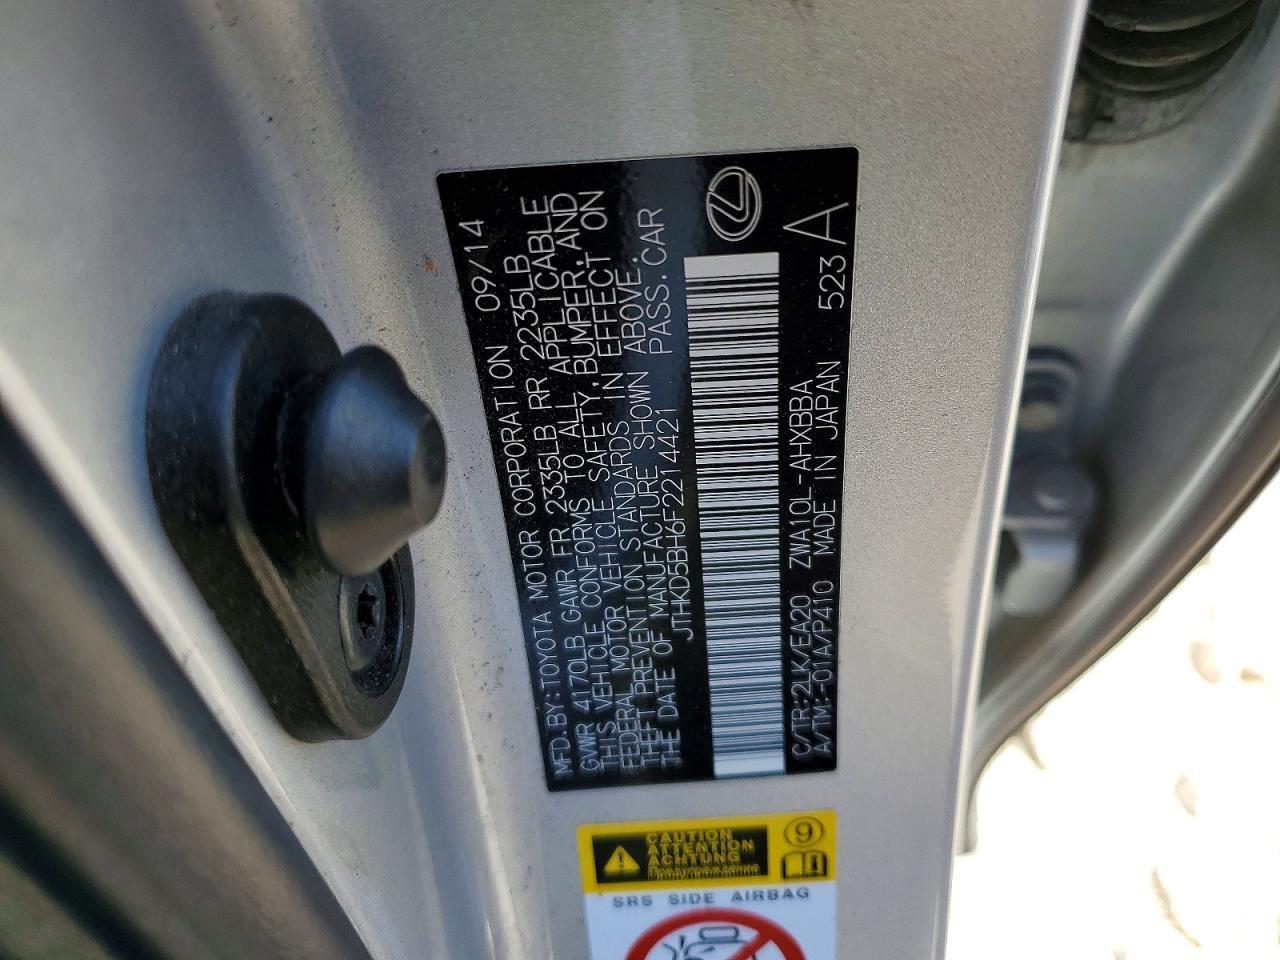 MFD.BY:TOYOTA MOTOR CORPORATION 09/14
GVWR 4170LB GAWR FR 2335LB RR 2235LB
THIS VEHICLE CONFORMS TO ALL APPLICABLE
FEDERAL MOTOR VEHICLE SAFETY,BUMPER,AND
THEFT PREVENTION STANDARDS IN EFFECT ON
THE DATE OF MANUFACTURE SHOWN ABOVE.
JTHKD5BH6F2214421 PASS.CAR
C/TR:2LK/EA20 ZWA10L-AHXBBA
A/TM:-01A/P410 MADE IN JAPAN 523 A
CAUTION
ATTENTION
ACHTUNG
Предупреждение
9
SRS SIDE AIRBAG